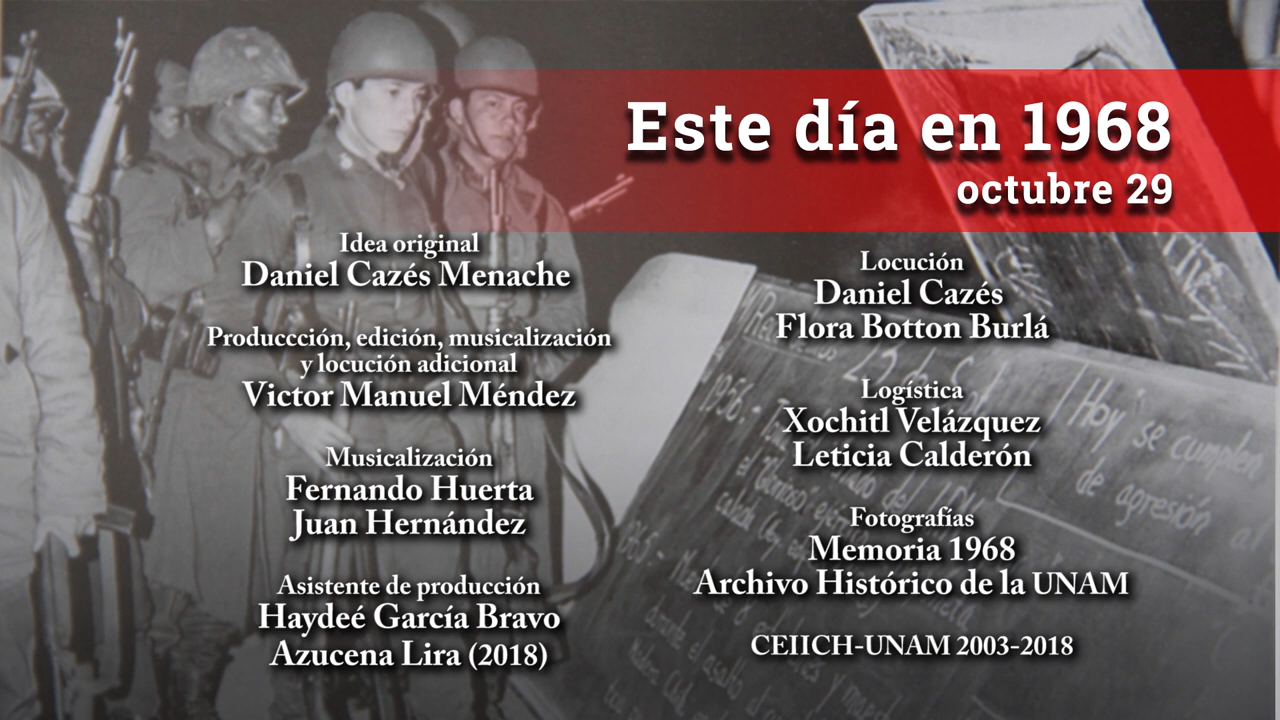 Este día en 1968
octubre 29
Idea original
Daniel Cazés Menache
Produccción, edición, musicalización
y locución adicional
Victor Manuel Méndez
Musicalización
Fernando Huerta
Juan Hernández
Asistente de producción
Haydeé García Bravo
Azucena Lira (2018)
Locución
Daniel Cazés
Flora Botton Burlá
Logística
Xochitl Velázquez
Leticia Calderón
Fotografías
Memoria 1968
Archivo Histórico de la UNAM
CEIICH-UNAM 2003-2018
Hoy se cumplen
de agresión al
1956.-